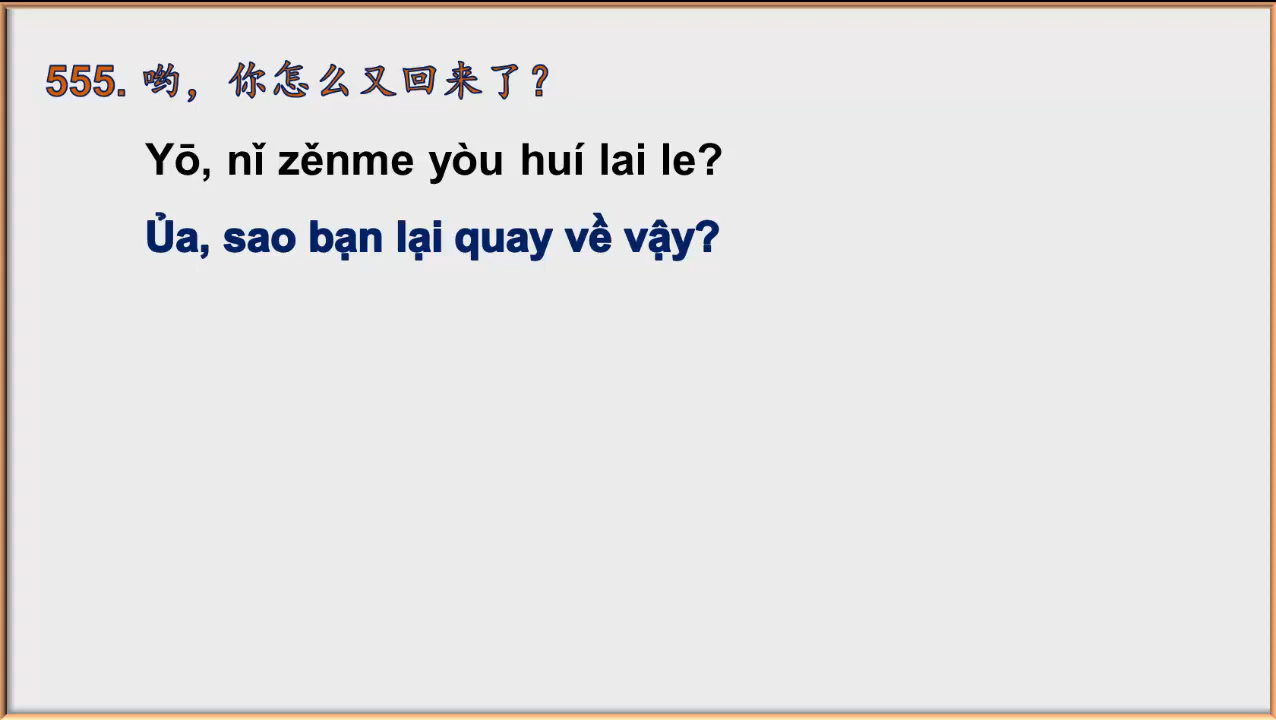 555. 哟，你怎么又回来了？
Yō, nǐ zěnme yòu huí lai le?
Ủa, sao bạn lại quay về vậy?